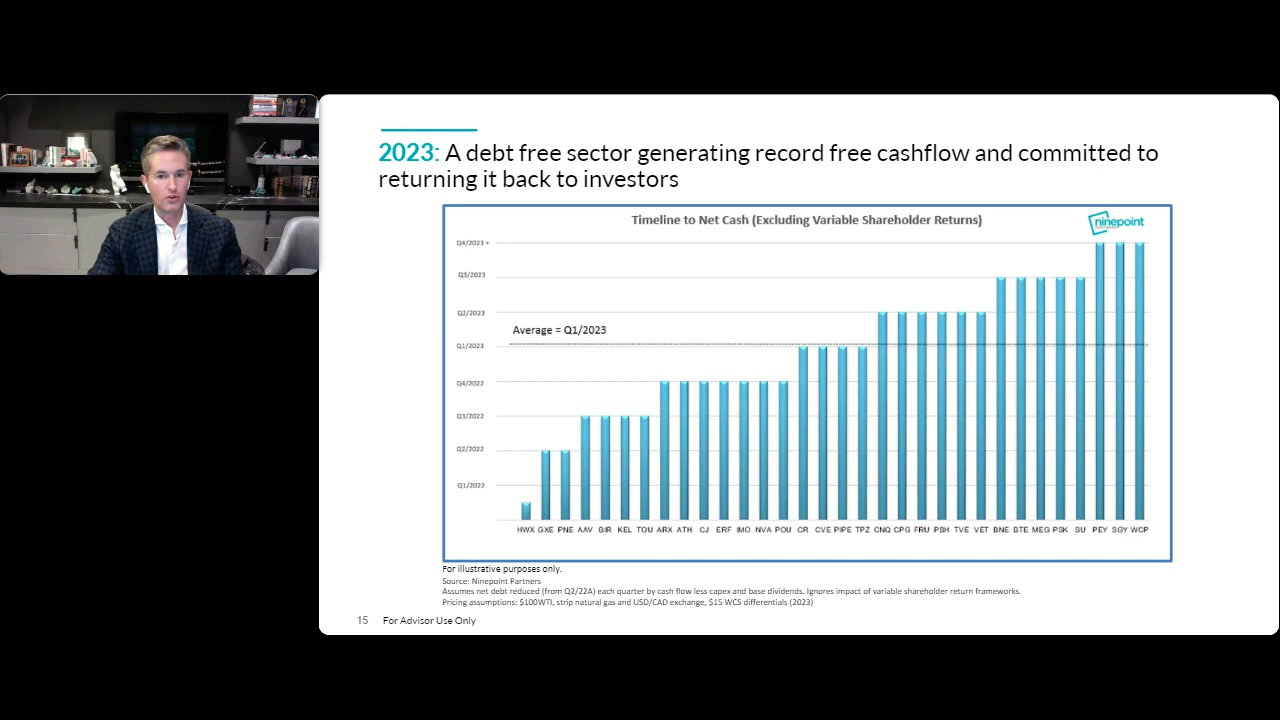 2023: A debt free sector generating record free cashflow and committed to
returning it back to investors
Timeline to Net Cash (Excluding Variable Shareholder Returns)
ninepoint
Q4/2023 +
Q3/2023
Q2/2023
Average = Q1/2023
Q1/2023
Q4/2022
Q3/2022
Q2/2022
Q1/2022
HWX GXE PNE AAV BIR KEL TOU ARX ATH CJ ERF IMO NVA POU CR CVE PIPE TPZ CNQ CPG FRU PSH TVE VET BNE BTE MEG PSK SU PEY SGY WCP
For illustrative purposes only.
Source: Ninepoint Partners
Assumes net debt reduced (from Q2/22A) each quarter by cash flow less capex and base dividends. Ignores impact of variable shareholder return frameworks.
Pricing assumptions: $100WTI, strip natural gas and USD/CAD exchange, $15 WCS differentials (2023)
15 For Advisor Use Only